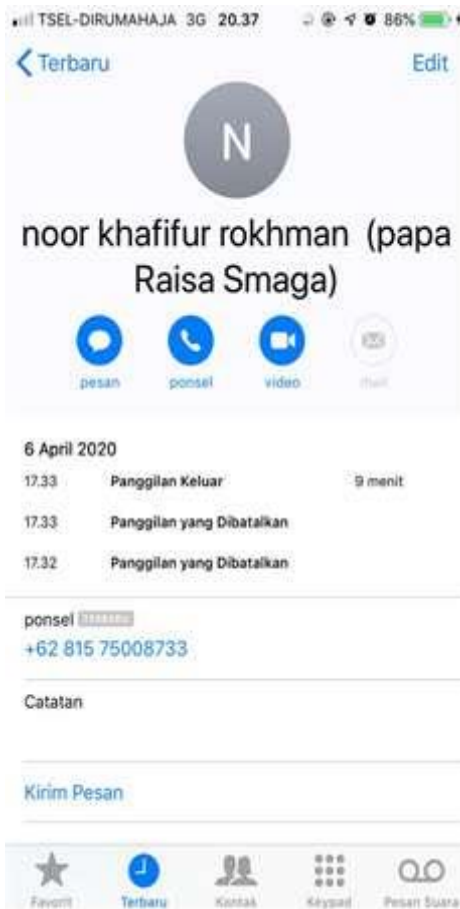 TSEL-DIRUMAHAJA 3G 20.37 86%
Terbaru Edit
N
noor khafifur rokhman (papa
Raisa Smaga)
pesan ponsel video mail
6 April 2020
17.33 Panggilan Keluar 9 menit
17.33 Panggilan yang Dibatalkan
17.32 Panggilan yang Dibatalkan
ponsel
+62 815 75008733
Catatan
Kirim Pesan
Favorit Terbaru Kontak Keypad Pesan Suara